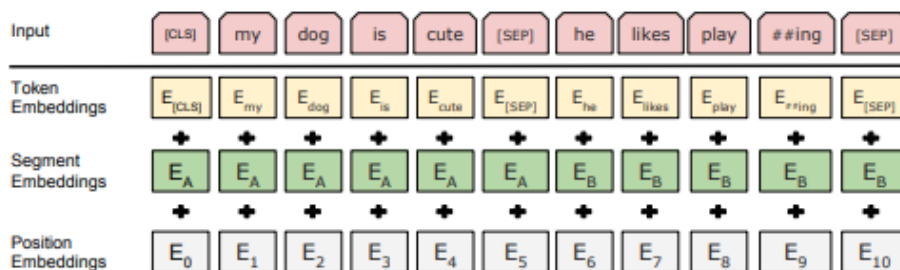 Input [CLS] my dog is cute [SEP] he likes play ##ing [SEP]
Token Embeddings E[CLS] Emy Edog Eis Ecute E[SEP] Ehe Elikes Eplay E##ing E[SEP]
+ + + + + + + + + + +
Segment Embeddings EA EA EA EA EA EA EB EB EB EB EB
+ + + + + + + + + + +
Position Embeddings E0 E1 E2 E3 E4 E5 E6 E7 E8 E9 E10